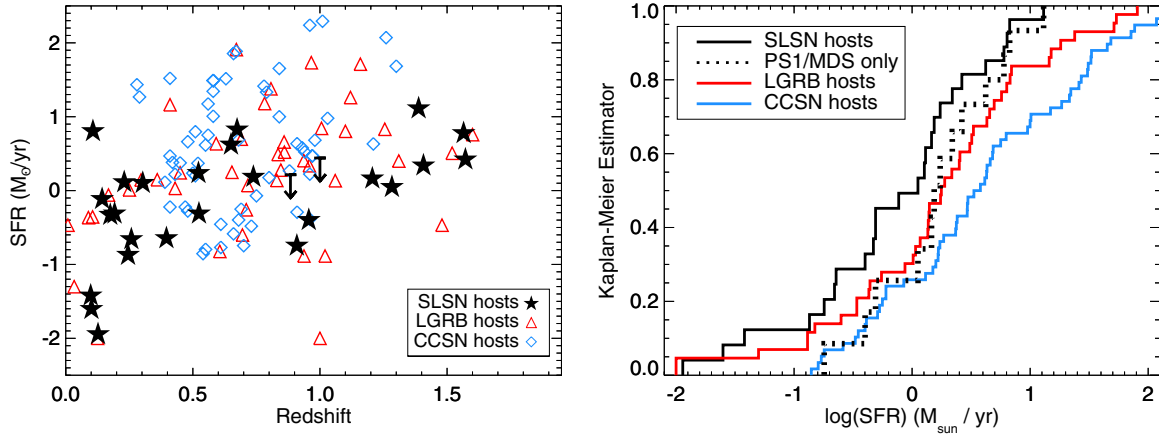 SFR (M☉/yr)
2
1
0
-1
-2
0.0
0.5
1.0
1.5
Redshift
SLSN hosts
LGRB hosts
CCSN hosts
Kaplan-Meier Estimator
1.0
0.8
0.6
0.4
0.2
0.0
-2
-1
0
1
2
log(SFR) (Msun / yr)
SLSN hosts
PS1/MDS only
LGRB hosts
CCSN hosts